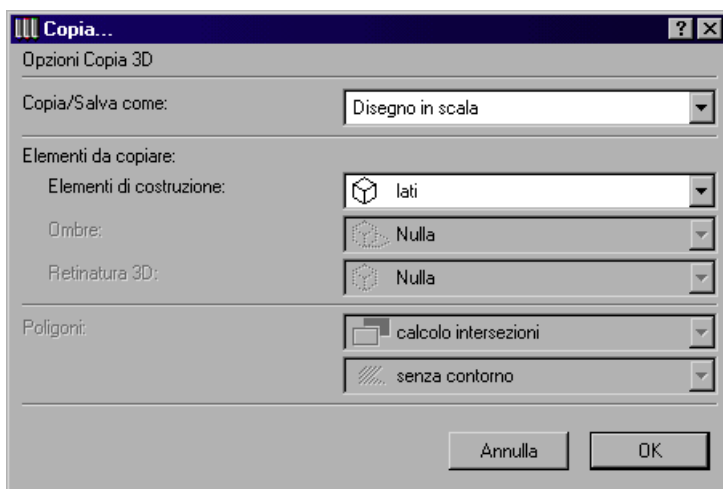 Copia...
Opzioni Copia 3D
Copia/Salva come: Disegno in scala
Elementi da copiare:
Elementi di costruzione: lati
Ombre: Nulla
Retinatura 3D: Nulla
Poligoni: calcolo intersezioni
senza contorno
Annulla OK